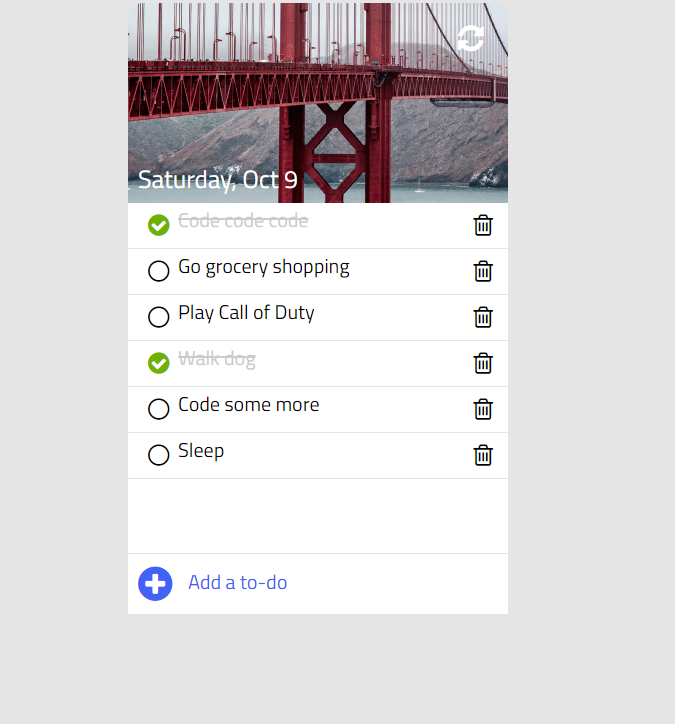 Saturday, Oct 9
Code code code
Go grocery shopping
Play Call of Duty
Walk dog
Code some more
Sleep
Add a to-do